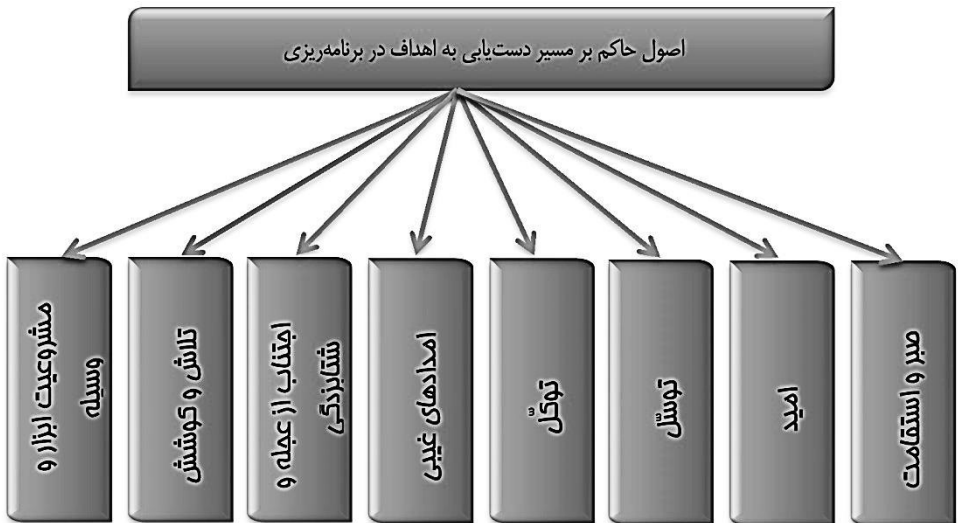 اصول حاکم بر مسیر دست‌یابی به اهداف در برنامه‌ریزی
صبر و استقامت
امید
توسّل
توکّل
امدادهای غیبی
اجتناب از عجله و
شتابزدگی
تلاش و کوشش
مشروعیت ابزار و
وسیله